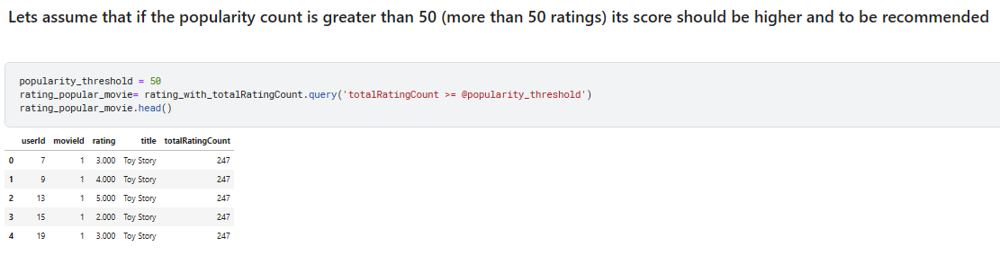 Lets assume that if the popularity count is greater than 50 (more than 50 ratings) its score should be higher and to be recommended
popularity_threshold = 50
rating_popular_movie= rating_with_totalRatingCount.query('totalRatingCount >= @popularity_threshold')
rating_popular_movie.head()
userId movieId rating title totalRatingCount
0 7 1 3.000 Toy Story 247
1 9 1 4.000 Toy Story 247
2 13 1 5.000 Toy Story 247
3 15 1 2.000 Toy Story 247
4 19 1 3.000 Toy Story 247